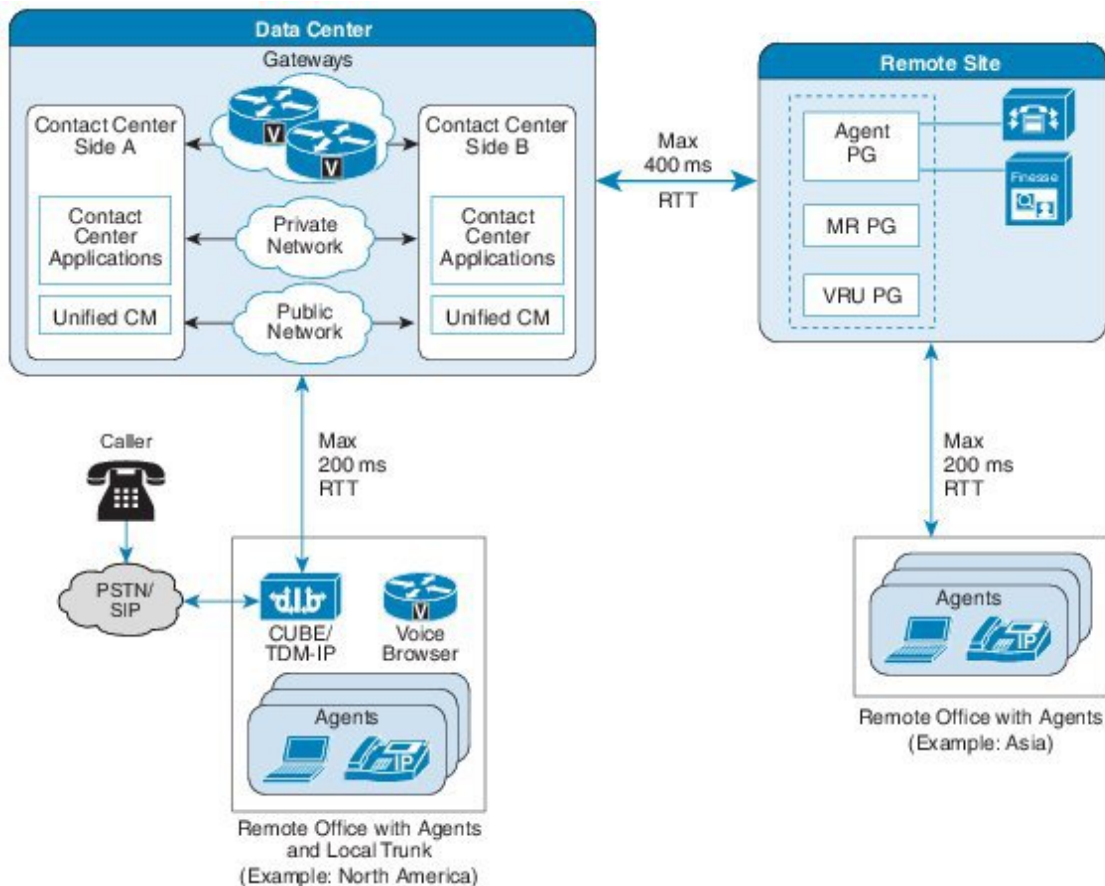 Data Center
Gateways
Contact Center
Side A
V
V
Contact Center
Side B
Contact
Center
Applications
Private
Network
Contact
Center
Applications
Unified CM
Public
Network
Unified CM
Max
400 ms
RTT
Remote Site
Agent
PG
Finesse
MR PG
VRU PG
Caller
Max
200 ms
RTT
Max
200 ms
RTT
PSTN/
SIP
CUBE/
TDM-IP
V
Voice
Browser
Agents
IP
Remote Office with Agents
and Local Trunk
(Example: North America)
Agents
IP
Remote Office with Agents
(Example: Asia)